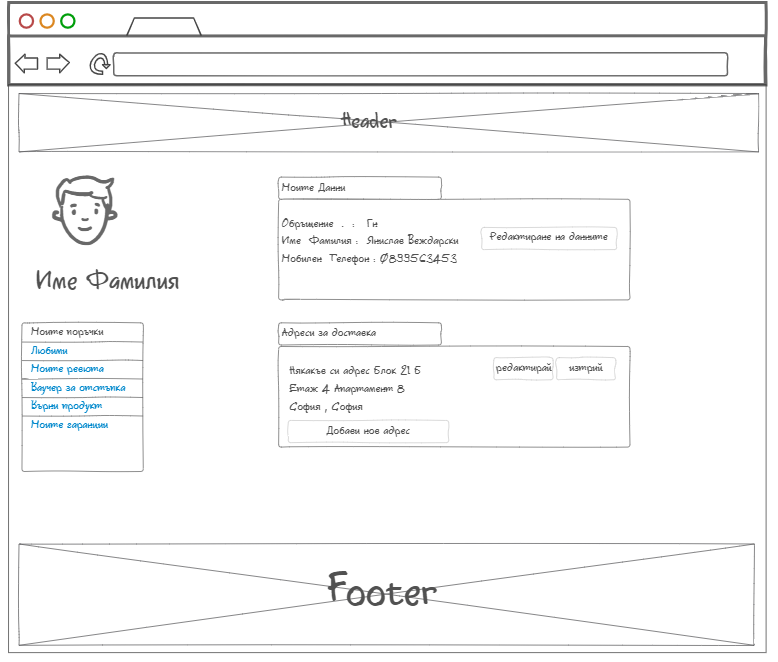 Header
Име Фамилия
Моите поръчки
Любими
Моите ревюта
Ваучер за отстъпка
Върни продукт
Моите гаранции
Моите Данни
Обръщение . : Гн
Име Фамилия : Янислав Веждарски
Редактиране на данните
Мобилен Телефон : 0899563453
Адреси за доставка
Някакъв си адрес Блок 21 Б
редактирай
изтрий
Етаж 4 Апартамент 8
София , София
Добави нов адрес
Footer